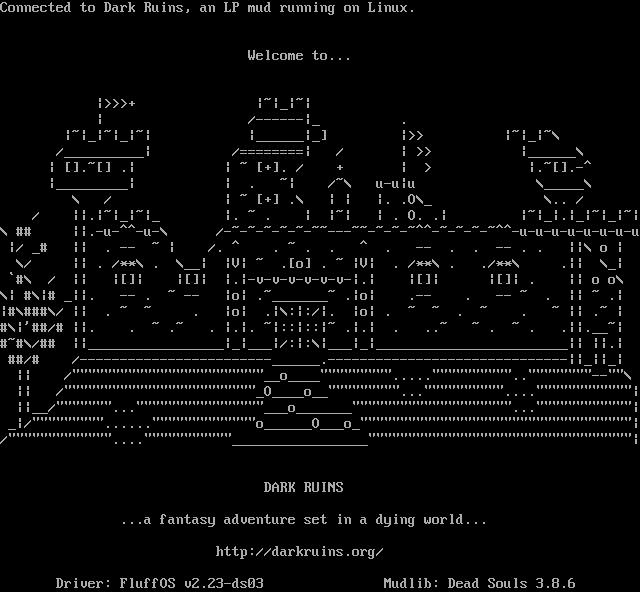 Connected to Dark Ruins, an LP mud running on Linux.
Welcome to...
DARK RUINS
...a fantasy adventure set in a dying world...
http://darkruins.org/
Driver: FluffOS v2.23-ds03 Mudlib: Dead Souls 3.8.6